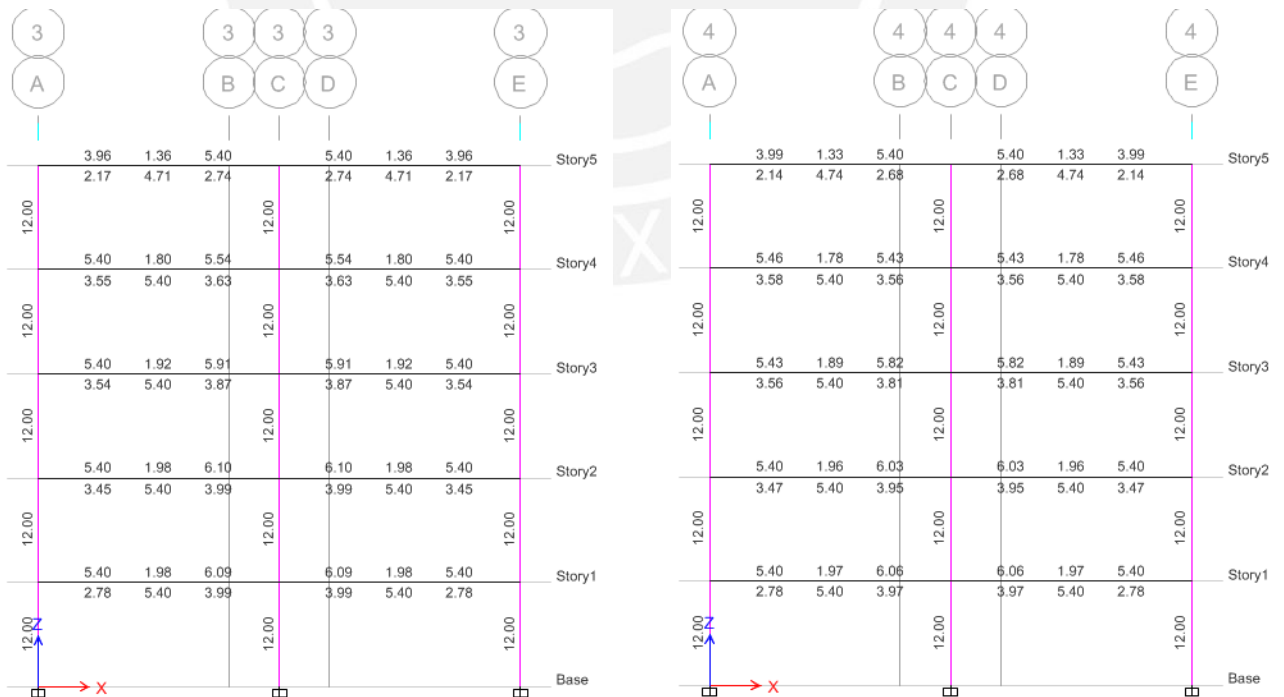 3 3 3 3 3
A B C D E
3.96 1.36 5.40 5.40 1.36 3.96 Story5
2.17 4.71 2.74 2.74 4.71 2.17
12.00 12.00 12.00
5.40 1.80 5.54 5.54 1.80 5.40 Story4
3.55 5.40 3.63 3.63 5.40 3.55
12.00 12.00 12.00
5.40 1.92 5.91 5.91 1.92 5.40 Story3
3.54 5.40 3.87 3.87 5.40 3.54
12.00 12.00 12.00
5.40 1.98 6.10 6.10 1.98 5.40 Story2
3.45 5.40 3.99 3.99 5.40 3.45
12.00 12.00 12.00
5.40 1.98 6.09 6.09 1.98 5.40 Story1
2.78 5.40 3.99 3.99 5.40 2.78
12.00 12.00 12.00
Z
X Base
4 4 4 4 4
A B C D E
3.99 1.33 5.40 5.40 1.33 3.99 Story5
2.14 4.74 2.68 2.68 4.74 2.14
12.00 12.00 12.00
5.46 1.78 5.43 5.43 1.78 5.46 Story4
3.58 5.40 3.56 3.56 5.40 3.58
12.00 12.00 12.00
5.43 1.89 5.82 5.82 1.89 5.43 Story3
3.56 5.40 3.81 3.81 5.40 3.56
12.00 12.00 12.00
5.40 1.96 6.03 6.03 1.96 5.40 Story2
3.47 5.40 3.95 3.95 5.40 3.47
12.00 12.00 12.00
5.40 1.97 6.06 6.06 1.97 5.40 Story1
2.78 5.40 3.97 3.97 5.40 2.78
12.00 12.00 12.00
Z
X Base
X